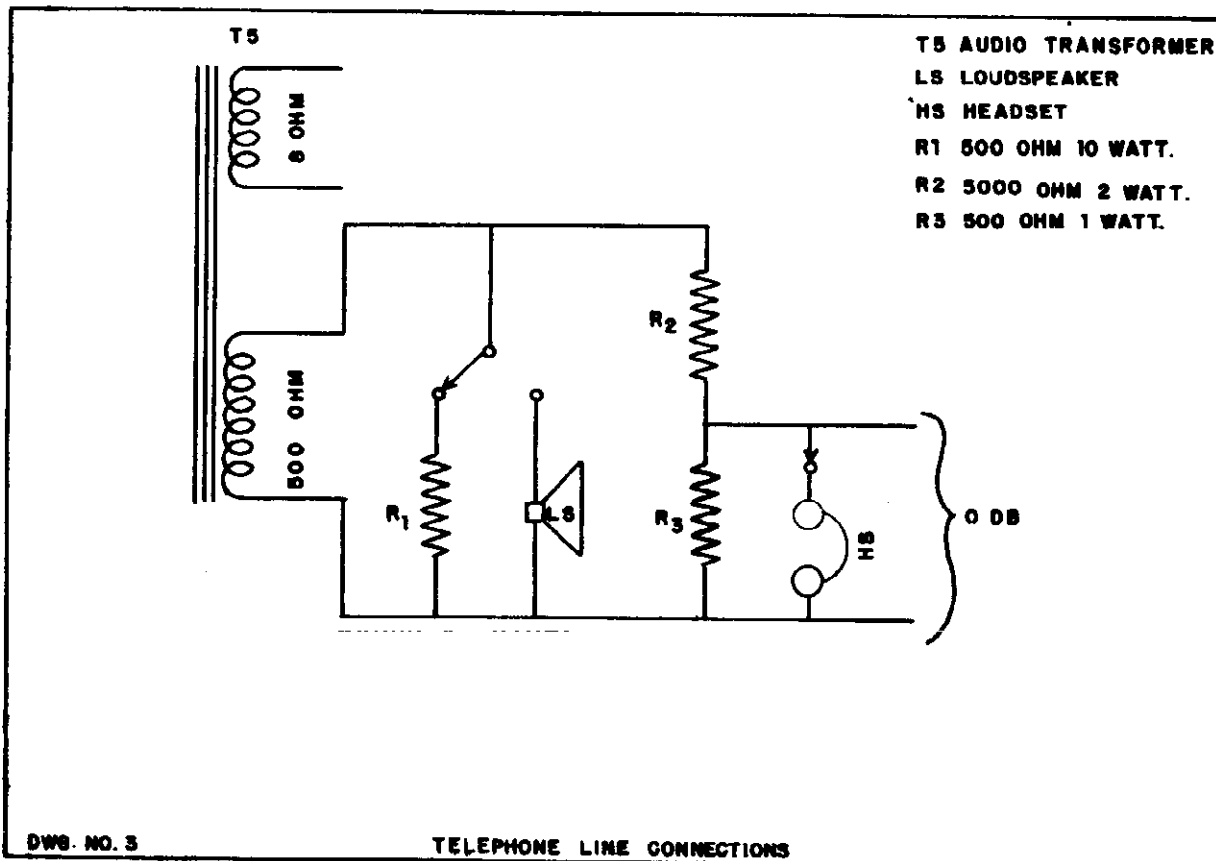 T5
T5 AUDIO TRANSFORMER
LS LOUDSPEAKER
HS HEADSET
R1 500 OHM 10 WATT.
R2 5000 OHM 2 WATT.
R3 500 OHM 1 WATT.
8 OHM
500 OHM
R2
R1
LS
R3
HS
0 DB
DWG. NO. 3
TELEPHONE LINE CONNECTIONS